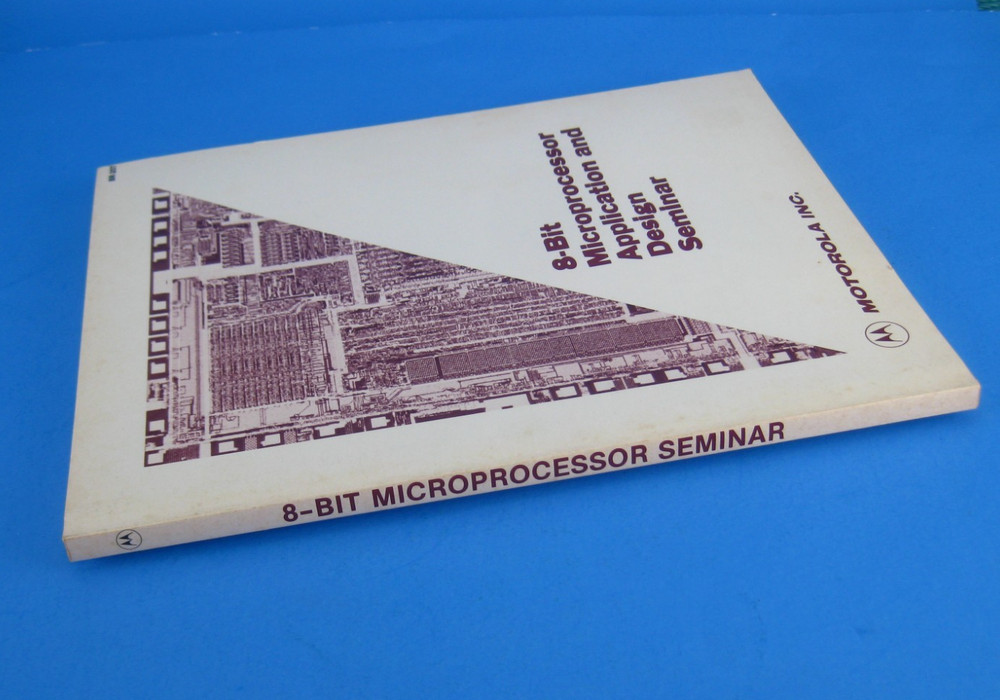 8-Bit
Microprocessor
Application and
Design
Seminar
MOTOROLA INC.
8-BIT MICROPROCESSOR SEMINAR